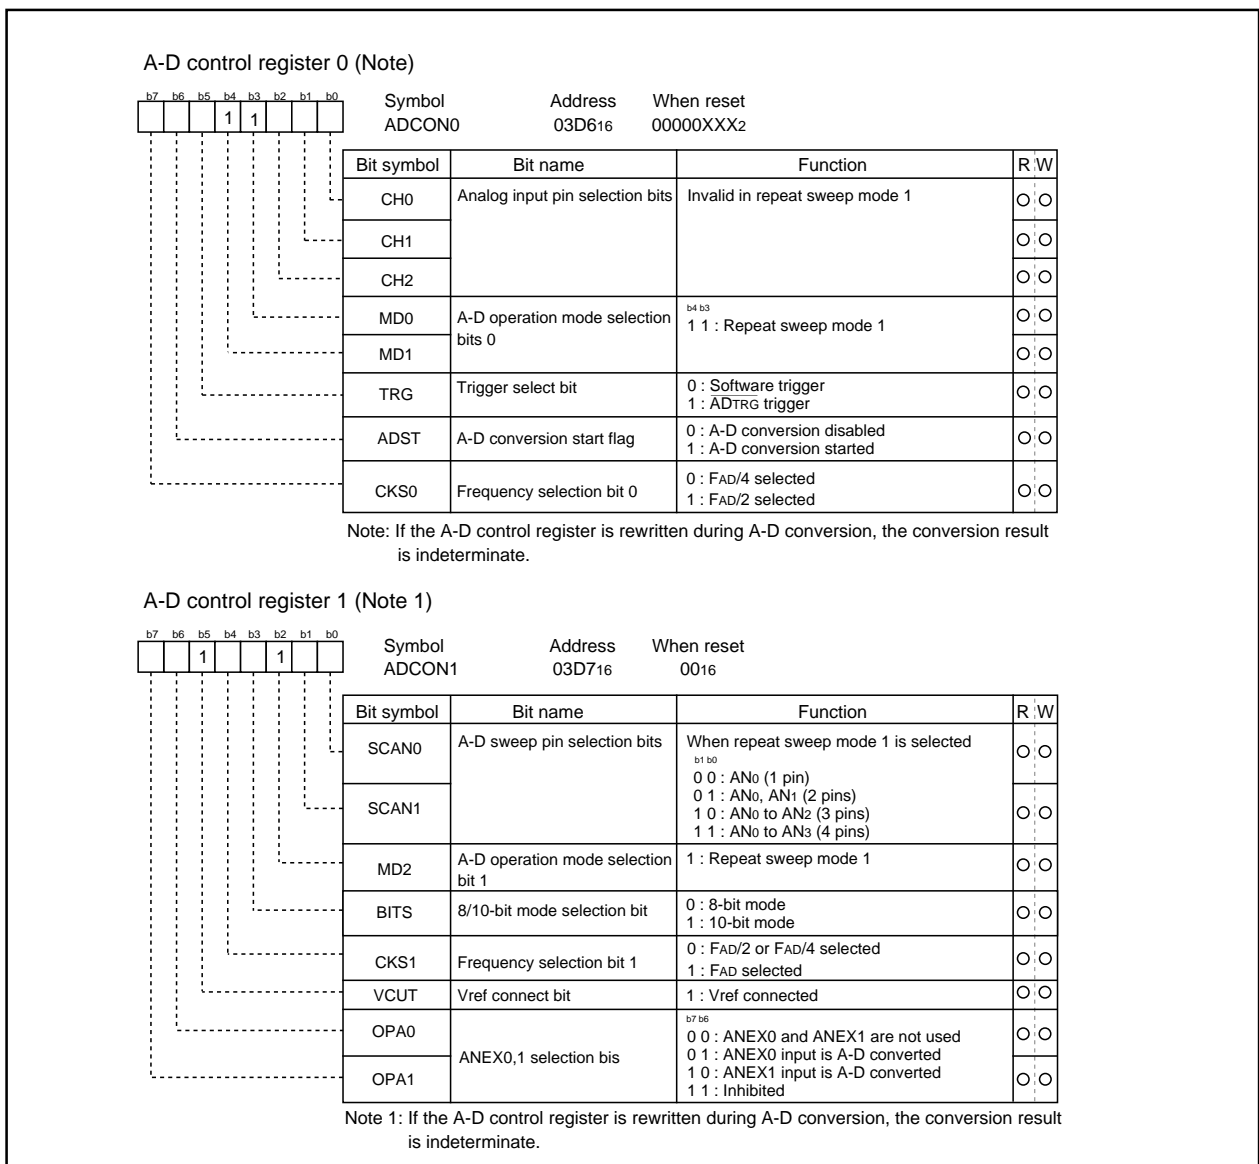 A-D control register 0 (Note)
b7 b6 b5 b4 b3 b2 b1 b0
1 1
Symbol Address When reset
ADCON0 03D616 00000XXX2
Bit symbol Bit name Function R W
CH0 Analog input pin selection bits Invalid in repeat sweep mode 1
CH1
CH2
MD0 A-D operation mode selection bits 0
b4 b3
1 1 : Repeat sweep mode 1
MD1
TRG Trigger select bit
0 : Software trigger
1 : ADTRG trigger
ADST A-D conversion start flag
0 : A-D conversion disabled
1 : A-D conversion started
CKS0 Frequency selection bit 0
0 : FAD/4 selected
1 : FAD/2 selected
Note: If the A-D control register is rewritten during A-D conversion, the conversion result
is indeterminate.
A-D control register 1 (Note 1)
b7 b6 b5 b4 b3 b2 b1 b0
1 1
Symbol Address When reset
ADCON1 03D716 0016
Bit symbol Bit name Function R W
SCAN0 A-D sweep pin selection bits When repeat sweep mode 1 is selected
b1 b0
0 0 : AN0 (1 pin)
0 1 : AN0, AN1 (2 pins)
1 0 : AN0 to AN2 (3 pins)
1 1 : AN0 to AN3 (4 pins)
SCAN1
MD2 A-D operation mode selection bit 1
1 : Repeat sweep mode 1
BITS 8/10-bit mode selection bit
0 : 8-bit mode
1 : 10-bit mode
CKS1 Frequency selection bit 1
0 : FAD/2 or FAD/4 selected
1 : FAD selected
VCUT Vref connect bit 1 : Vref connected
OPA0
ANEX0,1 selection bis
b7 b6
0 0 : ANEX0 and ANEX1 are not used
0 1 : ANEX0 input is A-D converted
1 0 : ANEX1 input is A-D converted
1 1 : Inhibited
OPA1
Note 1: If the A-D control register is rewritten during A-D conversion, the conversion result
is indeterminate.